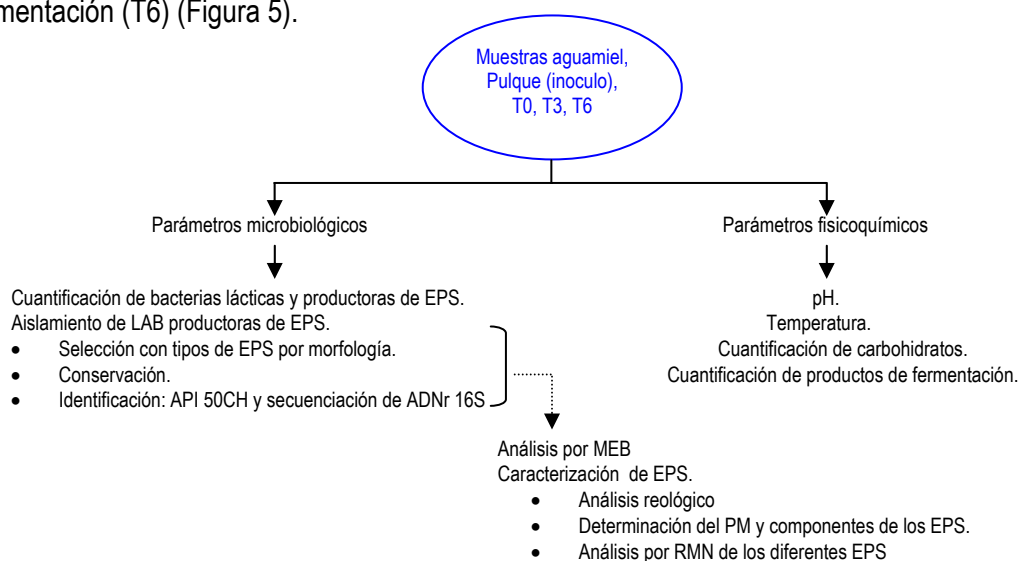 mentación (T6) (Figura 5).
Muestras aguamiel,
Pulque (inoculo),
T0, T3, T6
Parámetros microbiológicos
Parámetros fisicoquímicos
Cuantificación de bacterias lácticas y productoras de EPS.
Aislamiento de LAB productoras de EPS.
• Selección con tipos de EPS por morfología.
• Conservación.
• Identificación: API 50CH y secuenciación de ADNr 16S
pH.
Temperatura.
Cuantificación de carbohidratos.
Cuantificación de productos de fermentación.
Análisis por MEB
Caracterización de EPS.
• Análisis reológico
• Determinación del PM y componentes de los EPS.
• Análisis por RMN de los diferentes EPS